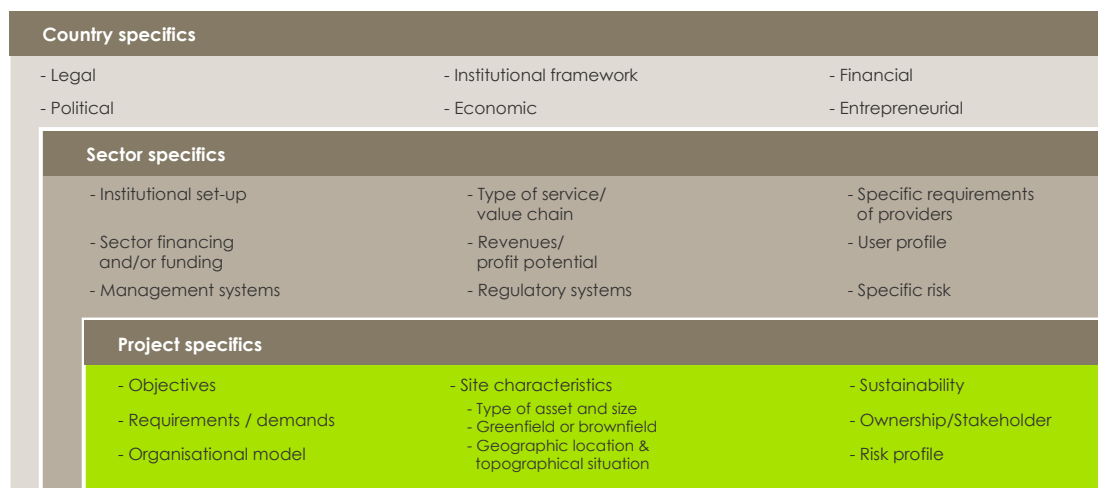 Country specifics
- Legal
- Institutional framework
- Financial
- Political
- Economic
- Entrepreneurial
Sector specifics
- Institutional set-up
- Type of service/
value chain
- Specific requirements
of providers
- Sector financing
and/or funding
- Revenues/
profit potential
- User profile
- Management systems
- Regulatory systems
- Specific risk
Project specifics
- Objectives
- Site characteristics
- Sustainability
- Requirements / demands
- Type of asset and size
- Greenfield or brownfield
- Ownership/Stakeholder
- Organisational model
- Geographic location &
topographical situation
- Risk profile